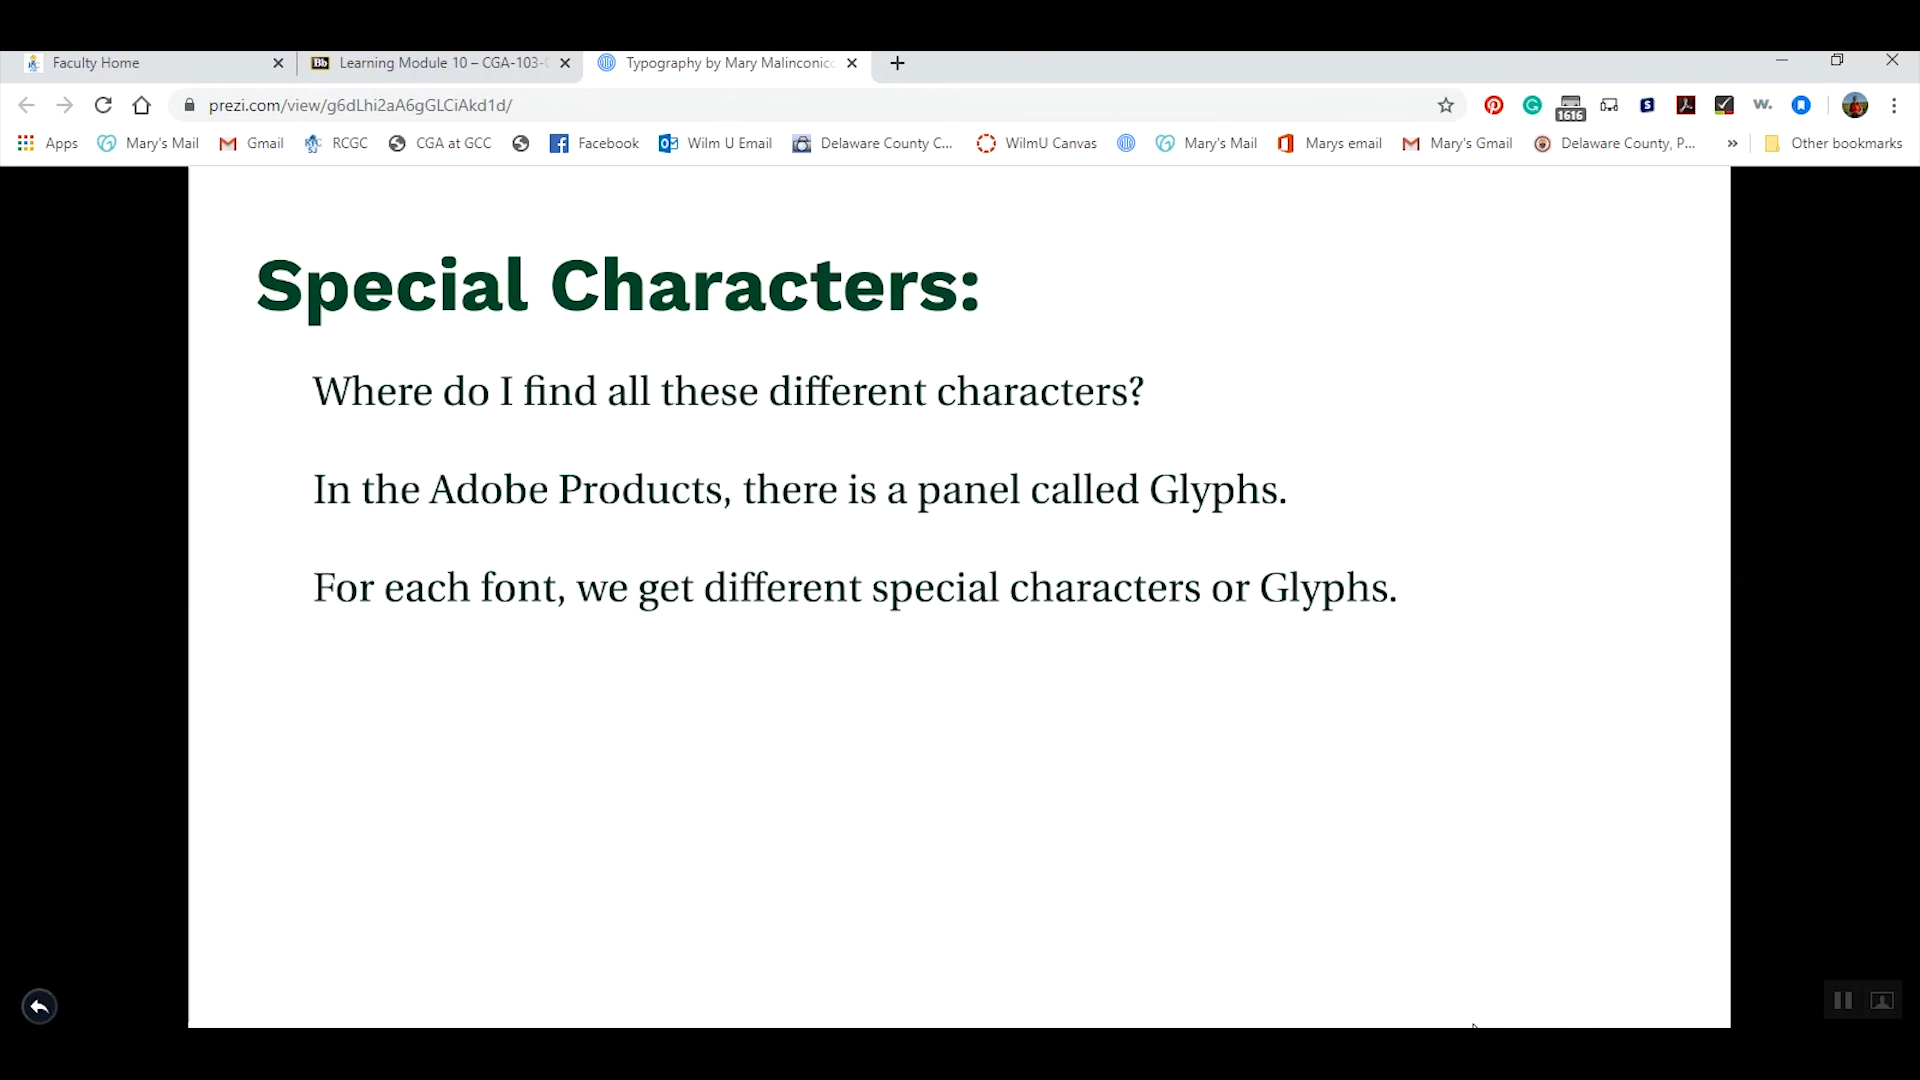 Faculty Home
Learning Module 10 – CGA-103-
Typography by Mary Malinconic
prezi.com/view/g6dLhi2aA6gGLCiAkd1d/
1616
w.
Apps Mary's Mail Gmail RCGC CGA at GCC Facebook Wilm U Email Delaware County C... WilmU Canvas Mary's Mail Marys email Mary's Gmail Delaware County, P... » Other bookmarks
Special Characters:
Where do I find all these different characters?
In the Adobe Products, there is a panel called Glyphs.
For each font, we get different special characters or Glyphs.